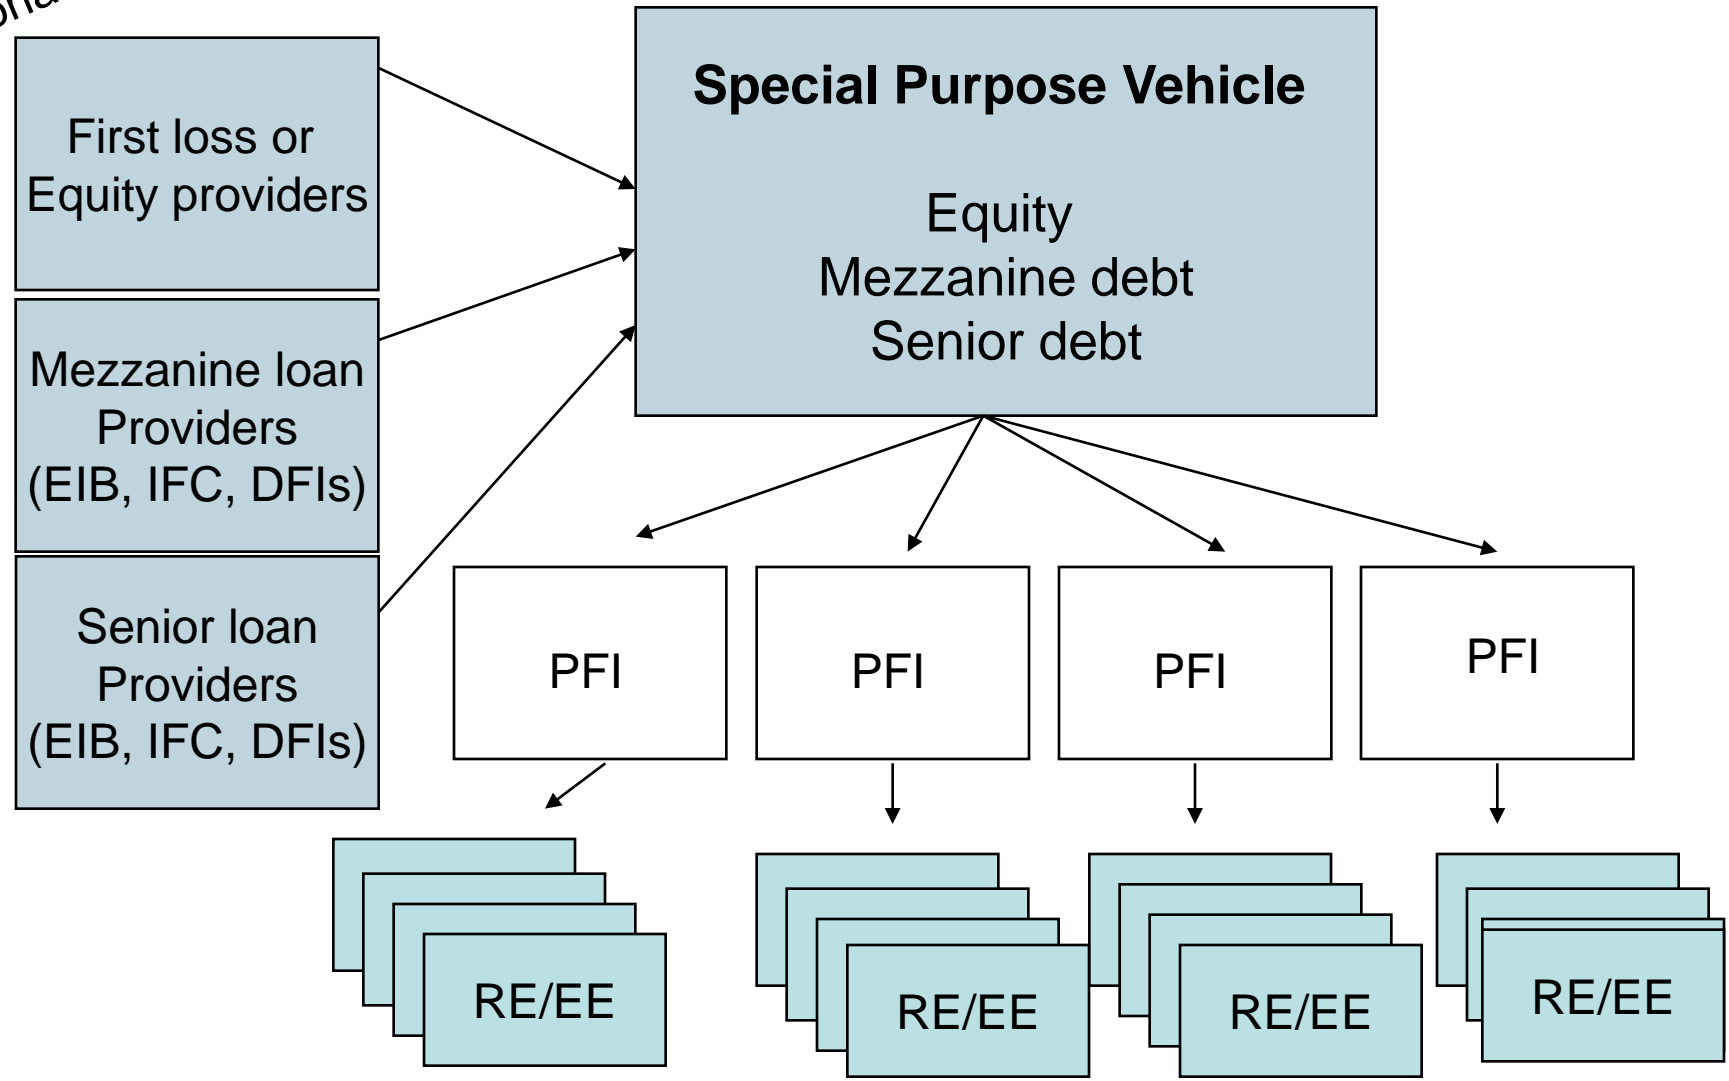 First loss or
Equity providers
Mezzanine loan
Providers
(EIB, IFC, DFIs)
Senior loan
Providers
(EIB, IFC, DFIs)
Special Purpose Vehicle
Equity
Mezzanine debt
Senior debt
PFI
PFI
PFI
PFI
RE/EE
RE/EE
RE/EE
RE/EE